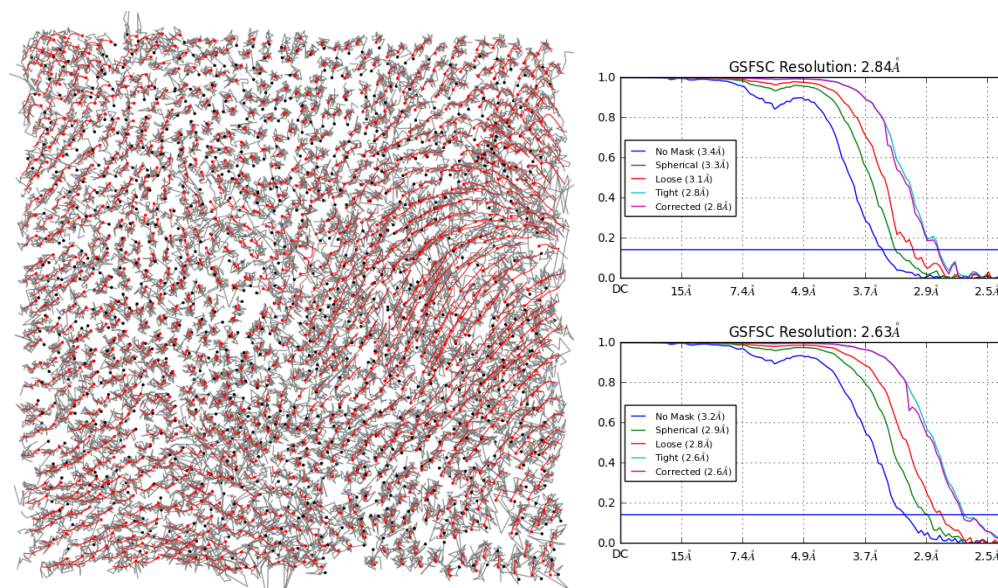 GSFSC Resolution: 2.84Å
1.0
0.8
0.6
0.4
0.2
0.0
No Mask (3.4Å)
Spherical (3.3Å)
Loose (3.1Å)
Tight (2.8Å)
Corrected (2.8Å)
DC 15Å 7.4Å 4.9Å 3.7Å 2.9Å 2.5Å
GSFSC Resolution: 2.63Å
1.0
0.8
0.6
0.4
0.2
0.0
No Mask (3.2Å)
Spherical (2.9Å)
Loose (2.8Å)
Tight (2.6Å)
Corrected (2.6Å)
DC 15Å 7.4Å 4.9Å 3.7Å 2.9Å 2.5Å